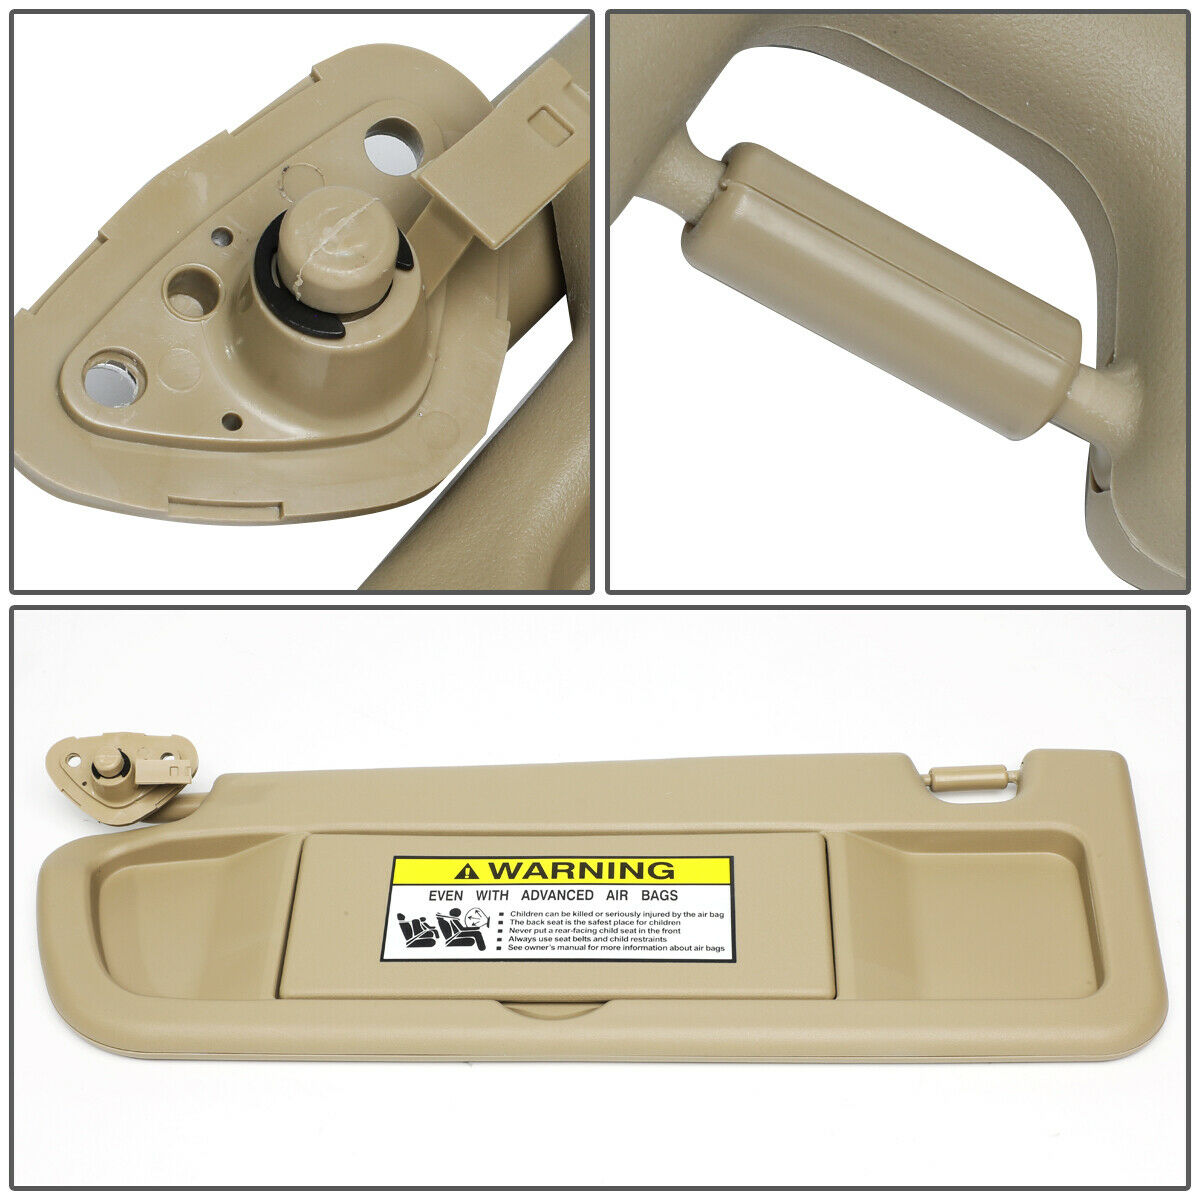 WARNING
EVEN WITH ADVANCED AIR BAGS
Children can be killed or seriously injured by the air bag
The back seat is the safest place for children
Never put a rear-facing child seat in the front
Always use seat belts and child restraints
See owner's manual for more information about air bags